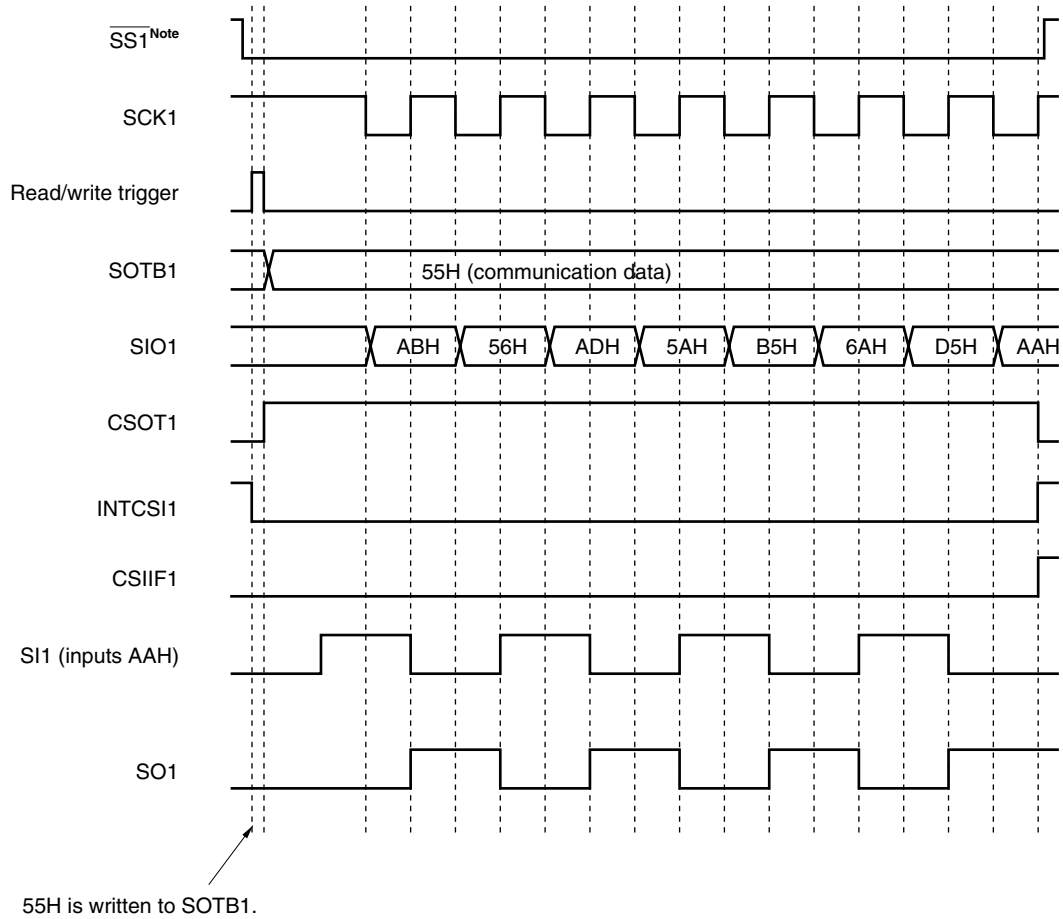 SS1Note
SCK1
Read/write trigger
SOTB1
55H (communication data)
SIO1
ABH
56H
ADH
5AH
B5H
6AH
D5H
AAH
CSOT1
INTCSI1
CSIIF1
SI1 (inputs AAH)
SO1
55H is written to SOTB1.